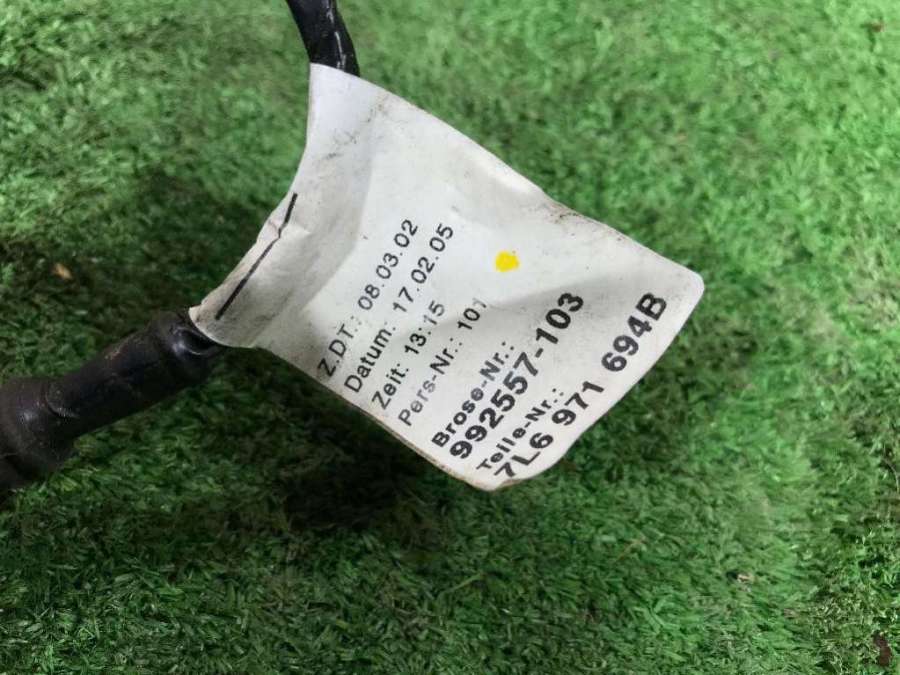 Z.DT.: 08.03.02
Datum: 17.02.05
Zeit: 13:15
Pers-Nr.: 101
Brose-Nr.:
992557-103
Teile-Nr.:
7L6 971 694B